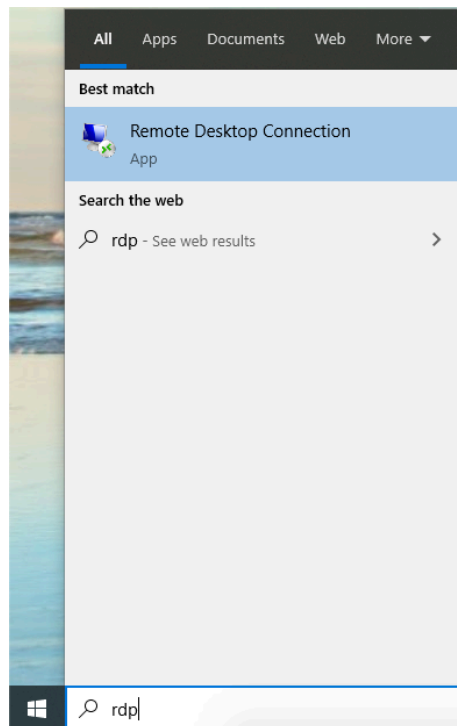 All Apps Documents Web More
Best match
Remote Desktop Connection
App
Search the web
rdp - See web results
rdp